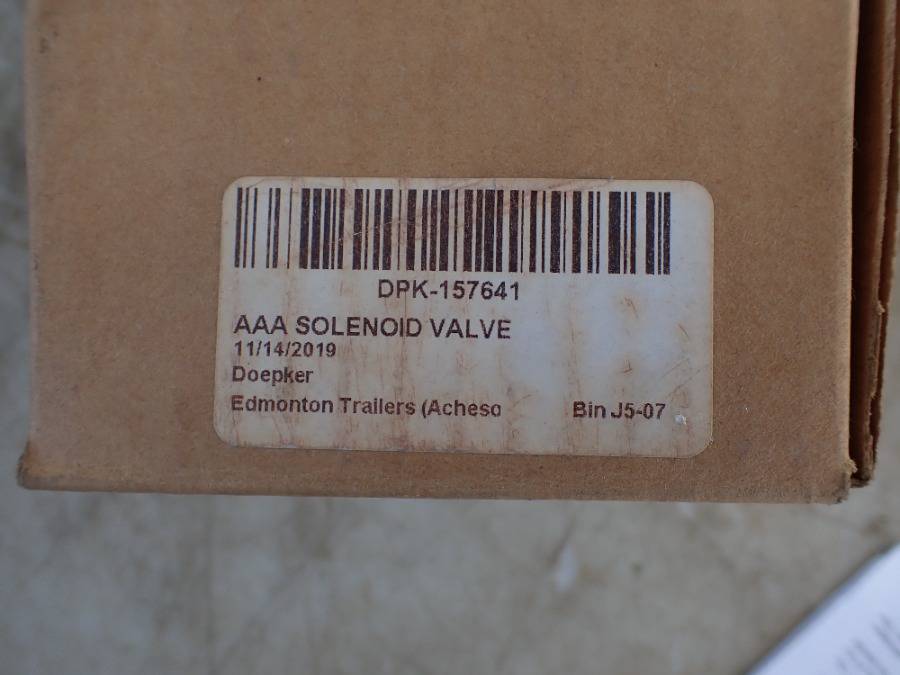 DPK-157641
AAA SOLENOID VALVE
11/14/2019
Doepker
Edmonton Trailers (Acheso Bin J5-07